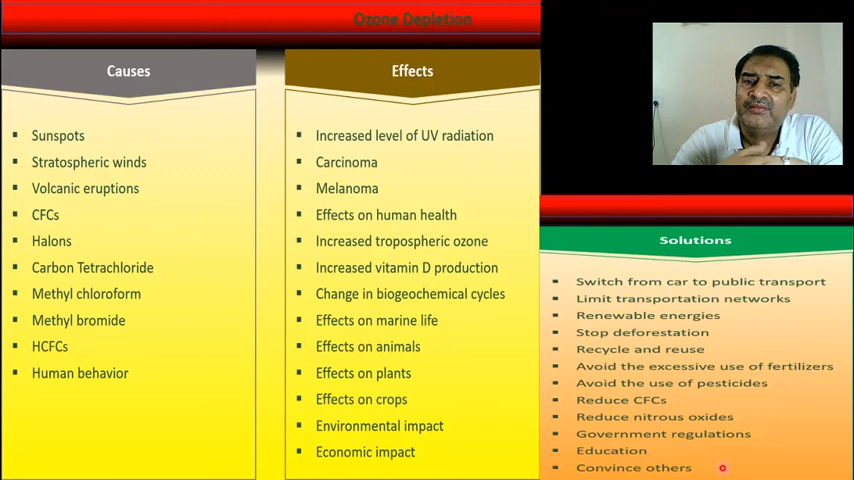 Ozone Depletion
Causes
Sunspots
Stratospheric winds
Volcanic eruptions
CFCs
Halons
Carbon Tetrachloride
Methyl chloroform
Methyl bromide
HCFCs
Human behavior
Effects
Increased level of UV radiation
Carcinoma
Melanoma
Effects on human health
Increased tropospheric ozone
Increased vitamin D production
Change in biogeochemical cycles
Effects on marine life
Effects on animals
Effects on plants
Effects on crops
Environmental impact
Economic impact
Solutions
Switch from car to public transport
Limit transportation networks
Renewable energies
Stop deforestation
Recycle and reuse
Avoid the excessive use of fertilizers
Avoid the use of pesticides
Reduce CFCs
Reduce nitrous oxides
Government regulations
Education
Convince others